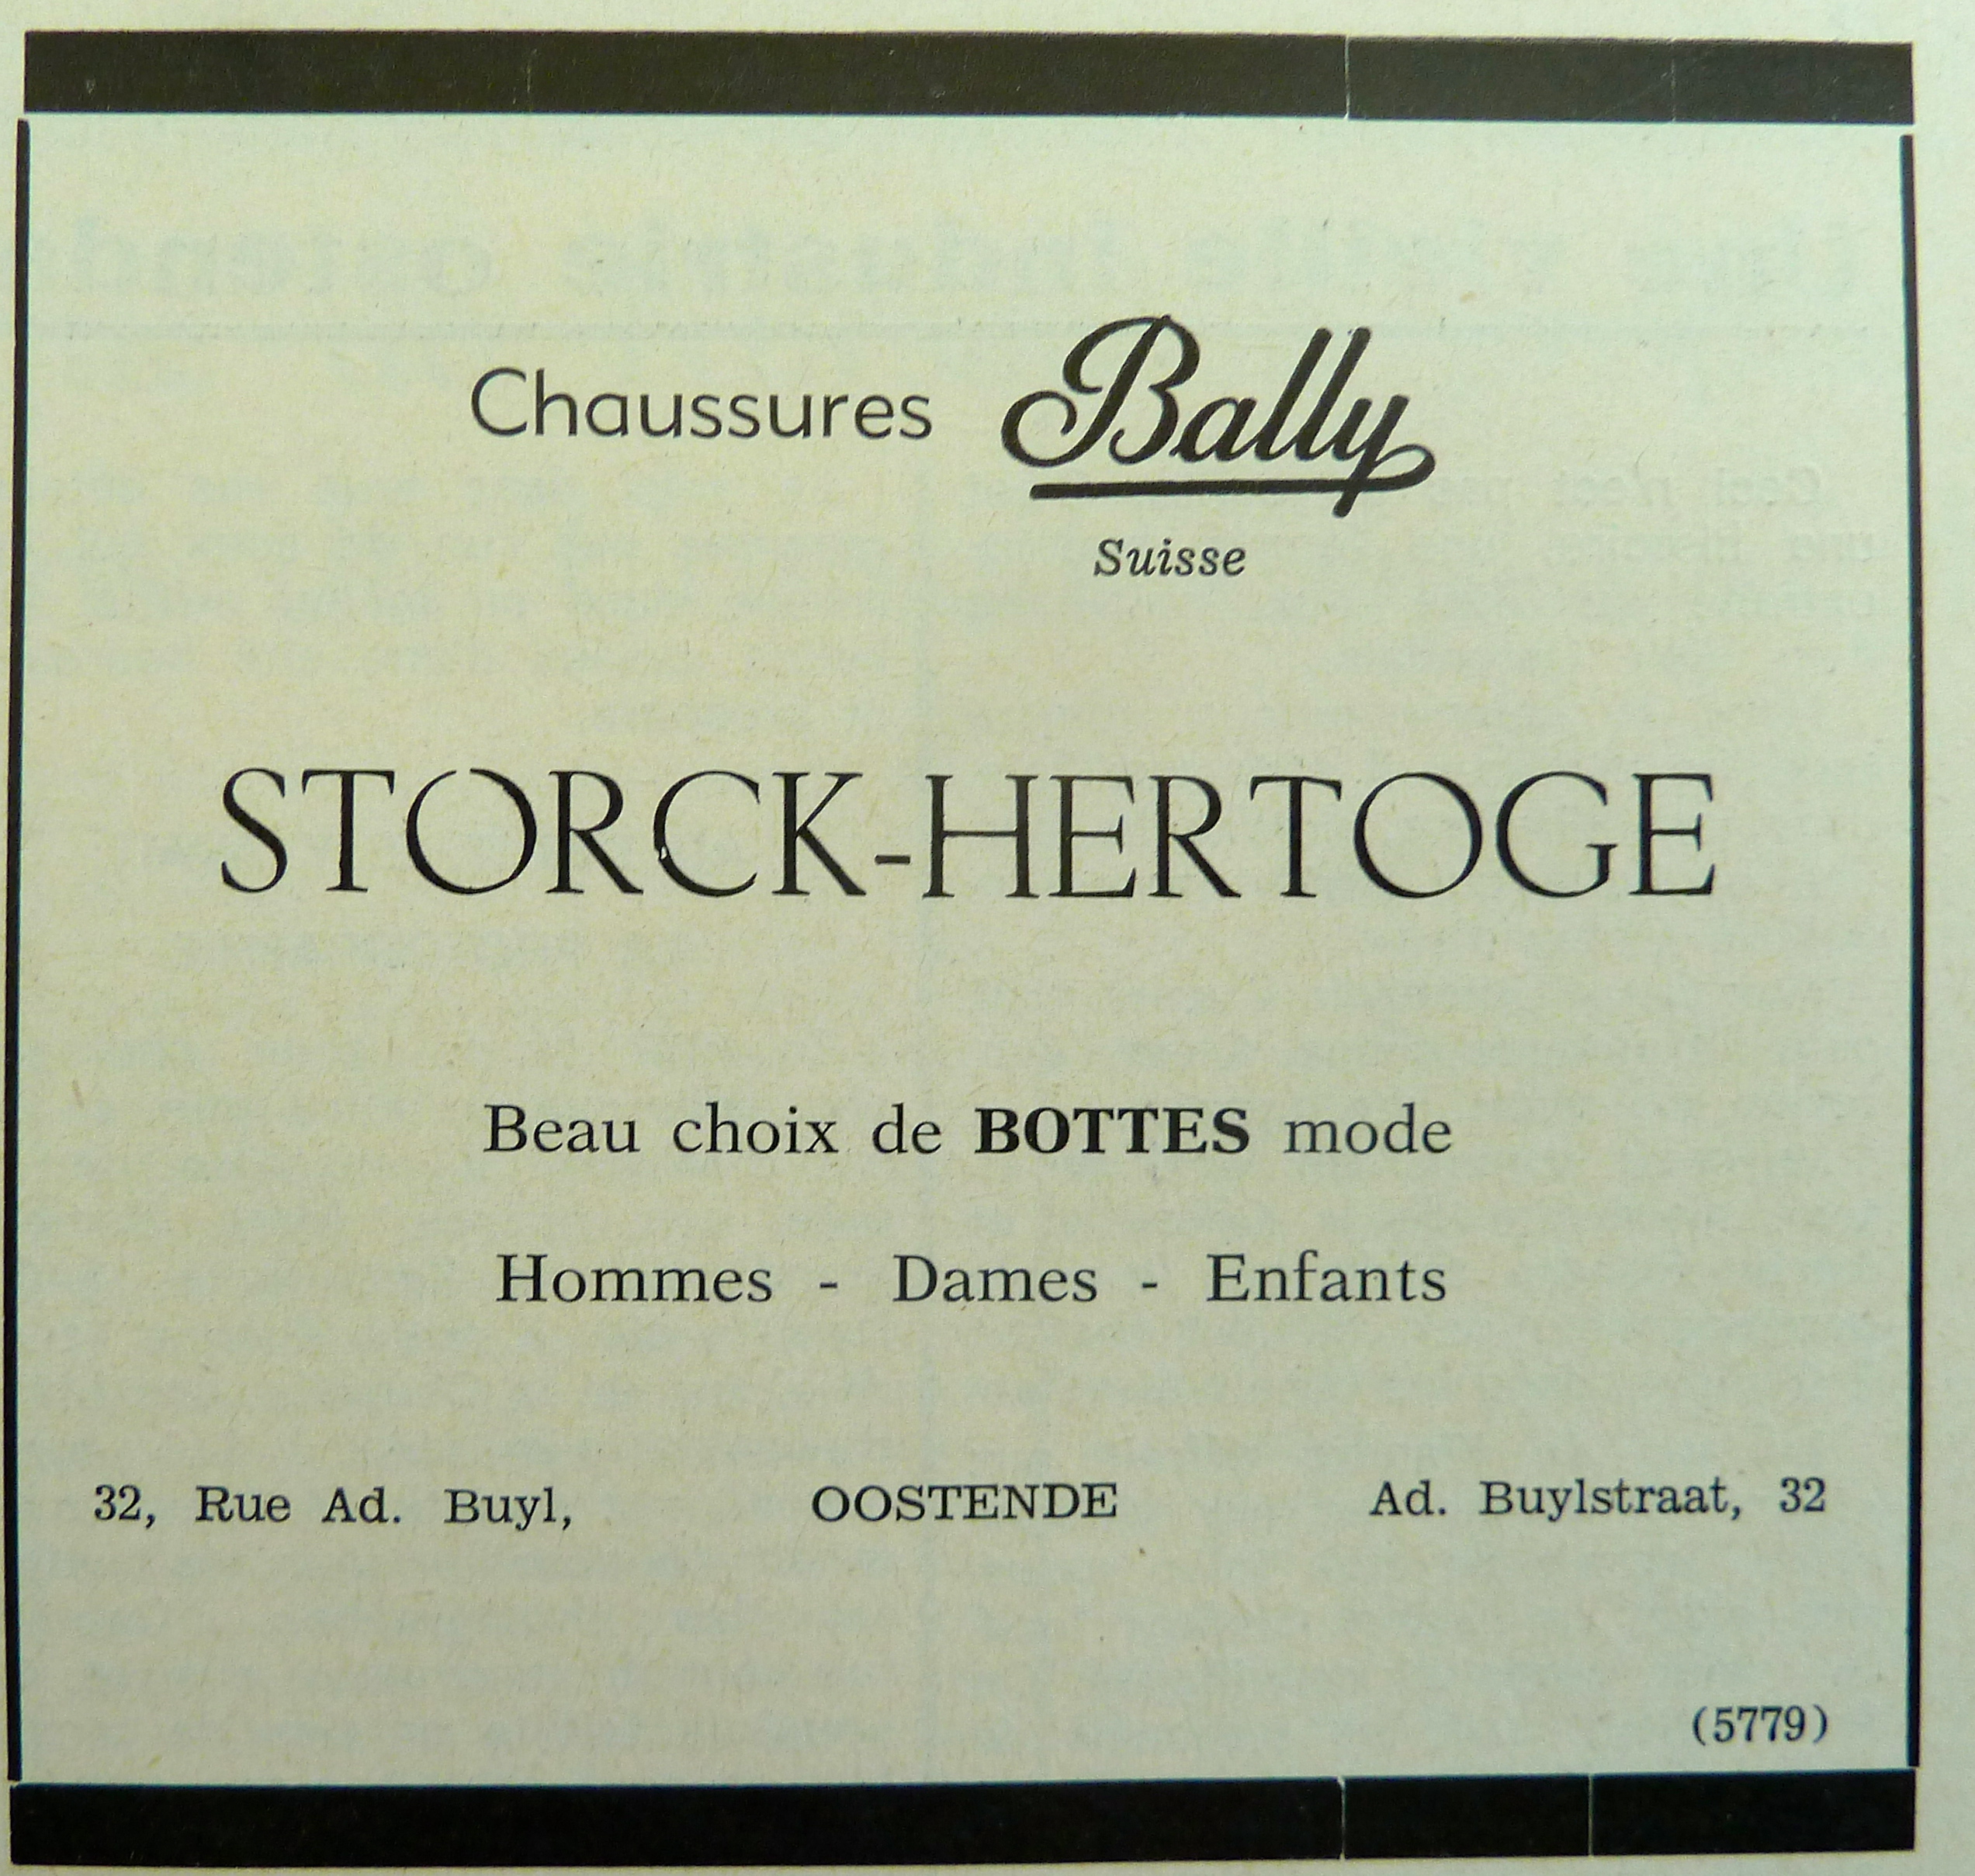 Chaussures Bally
Suisse
STORCK-HERTOGE
Beau choix de BOTTES mode
Hommes - Dames - Enfants
32, Rue Ad. Buyl, OOSTENDE Ad. Buylstraat, 32
(5779)